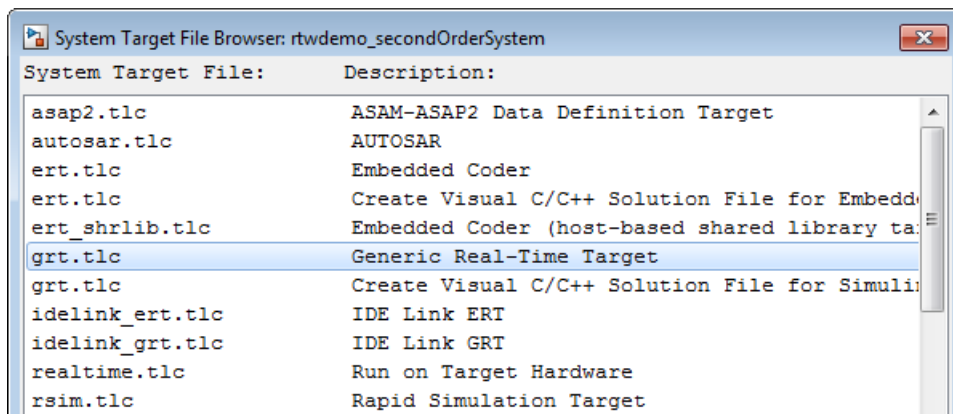 System Target File Browser: rtwdemo_secondOrderSystem
System Target File: Description:
asap2.tlc ASAM-ASAP2 Data Definition Target
autosar.tlc AUTOSAR
ert.tlc Embedded Coder
ert.tlc Create Visual C/C++ Solution File for Embedd
ert_shrlib.tlc Embedded Coder (host-based shared library ta
grt.tlc Generic Real-Time Target
grt.tlc Create Visual C/C++ Solution File for Simuli
idelink_ert.tlc IDE Link ERT
idelink_grt.tlc IDE Link GRT
realtime.tlc Run on Target Hardware
rsim.tlc Rapid Simulation Target